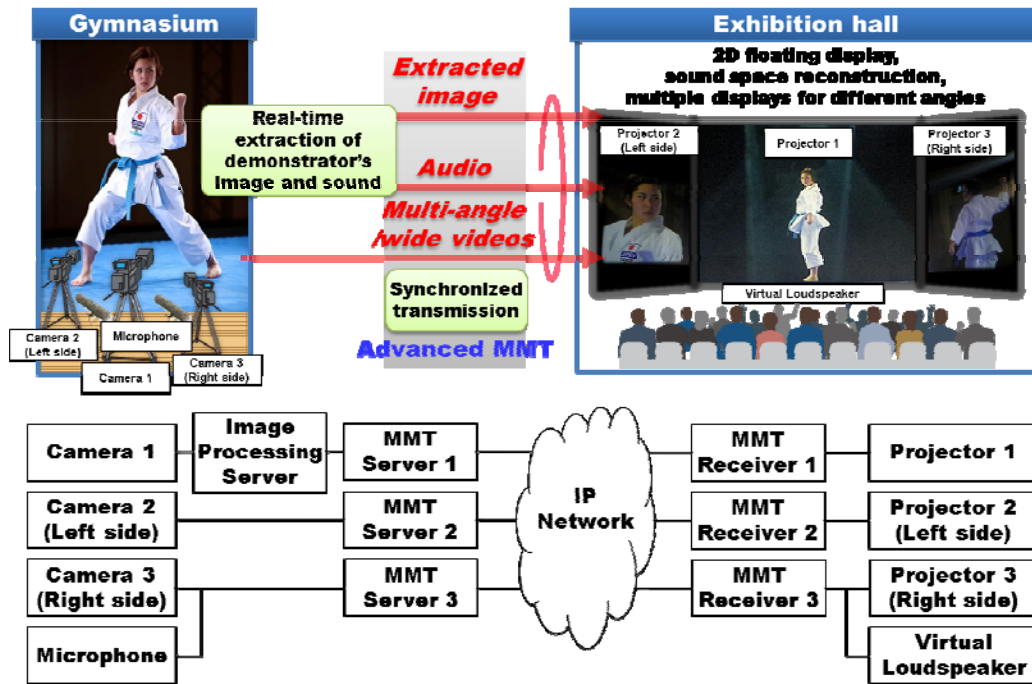 Gymnasium
Exhibition hall
2D floating display,
sound space reconstruction,
multiple displays for different angles
Extracted
image
Real-time
extraction of
demonstrator's
image and sound
Audio
Multi-angle
/wide videos
Synchronized
transmission
Advanced MMT
Projector 2
(Left side)
Projector 1
Projector 3
(Right side)
Virtual Loudspeaker
Camera 2
(Left side)
Microphone
Camera 1
Camera 3
(Right side)
Camera 1
Image
Processing
Server
MMT
Server 1
IP
Network
MMT
Receiver 1
Projector 1
Camera 2
(Left side)
MMT
Server 2
MMT
Receiver 2
Projector 2
(Left side)
Camera 3
(Right side)
MMT
Server 3
MMT
Receiver 3
Projector 3
(Right side)
Microphone
Virtual
Loudspeaker